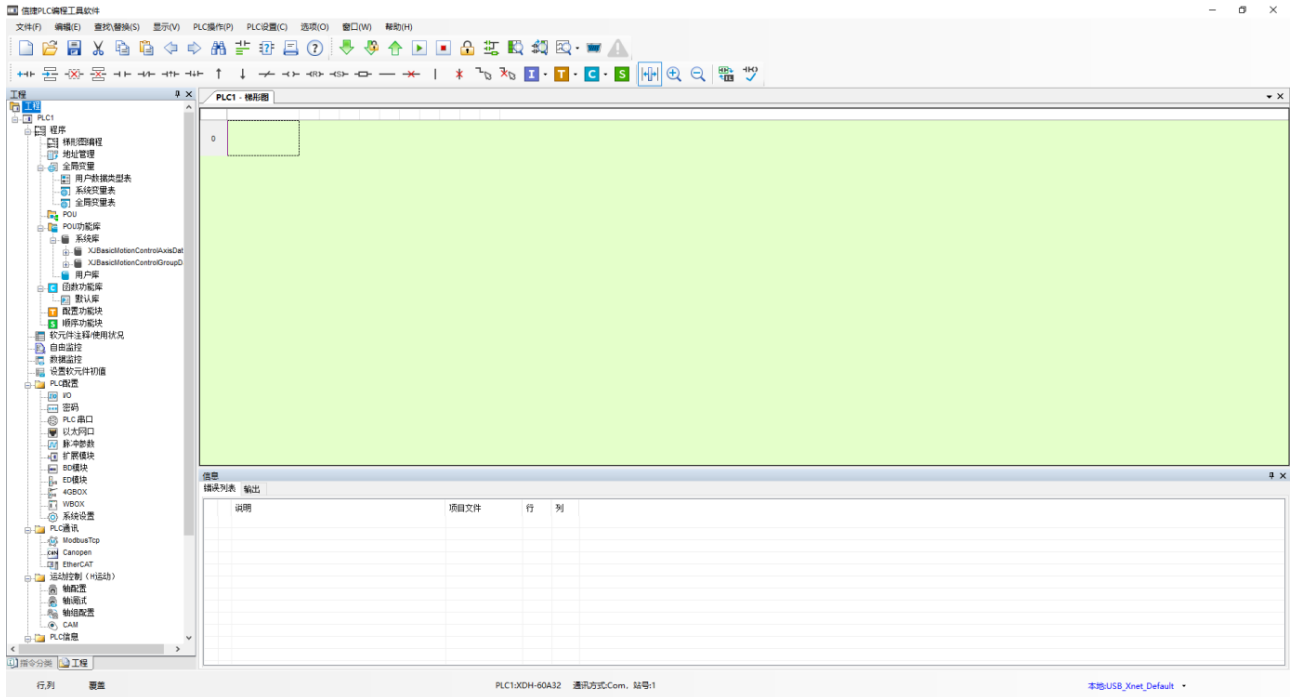 信捷PLC编程工具软件
文件(F) 编辑(E) 查找\替换(S) 显示(V) PLC操作(P) PLC设置(C) 选项(O) 窗口(W) 帮助(H)
工程
PLC1 - 梯形图
工程
PLC1
程序
梯形图编程
地址管理
全局变量
用户数据类型表
系统变量表
全局变量表
POU
POU功能库
系统库
XJBasicMotionControlAxisDat
XJBasicMotionControlGroupD
用户库
函数功能库
默认库
配置功能块
顺序功能块
软元件注释/使用状况
自由监控
数据监控
设置软元件初值
PLC配置
I/O
密码
PLC 串口
以太网口
脉冲参数
扩展模块
BD模块
ED模块
4GBOX
WBOX
系统设置
PLC通讯
ModbusTcp
Canopen
EtherCAT
运动控制（H运动）
轴配置
轴调试
轴组配置
CAM
PLC信息
指令分类 工程
0
信息
错误列表 输出
说明 项目文件 行 列
行,列 覆盖 PLC1:XDH-60A32 通讯方式:Com，站号:1 本地:USB_Xnet_Default